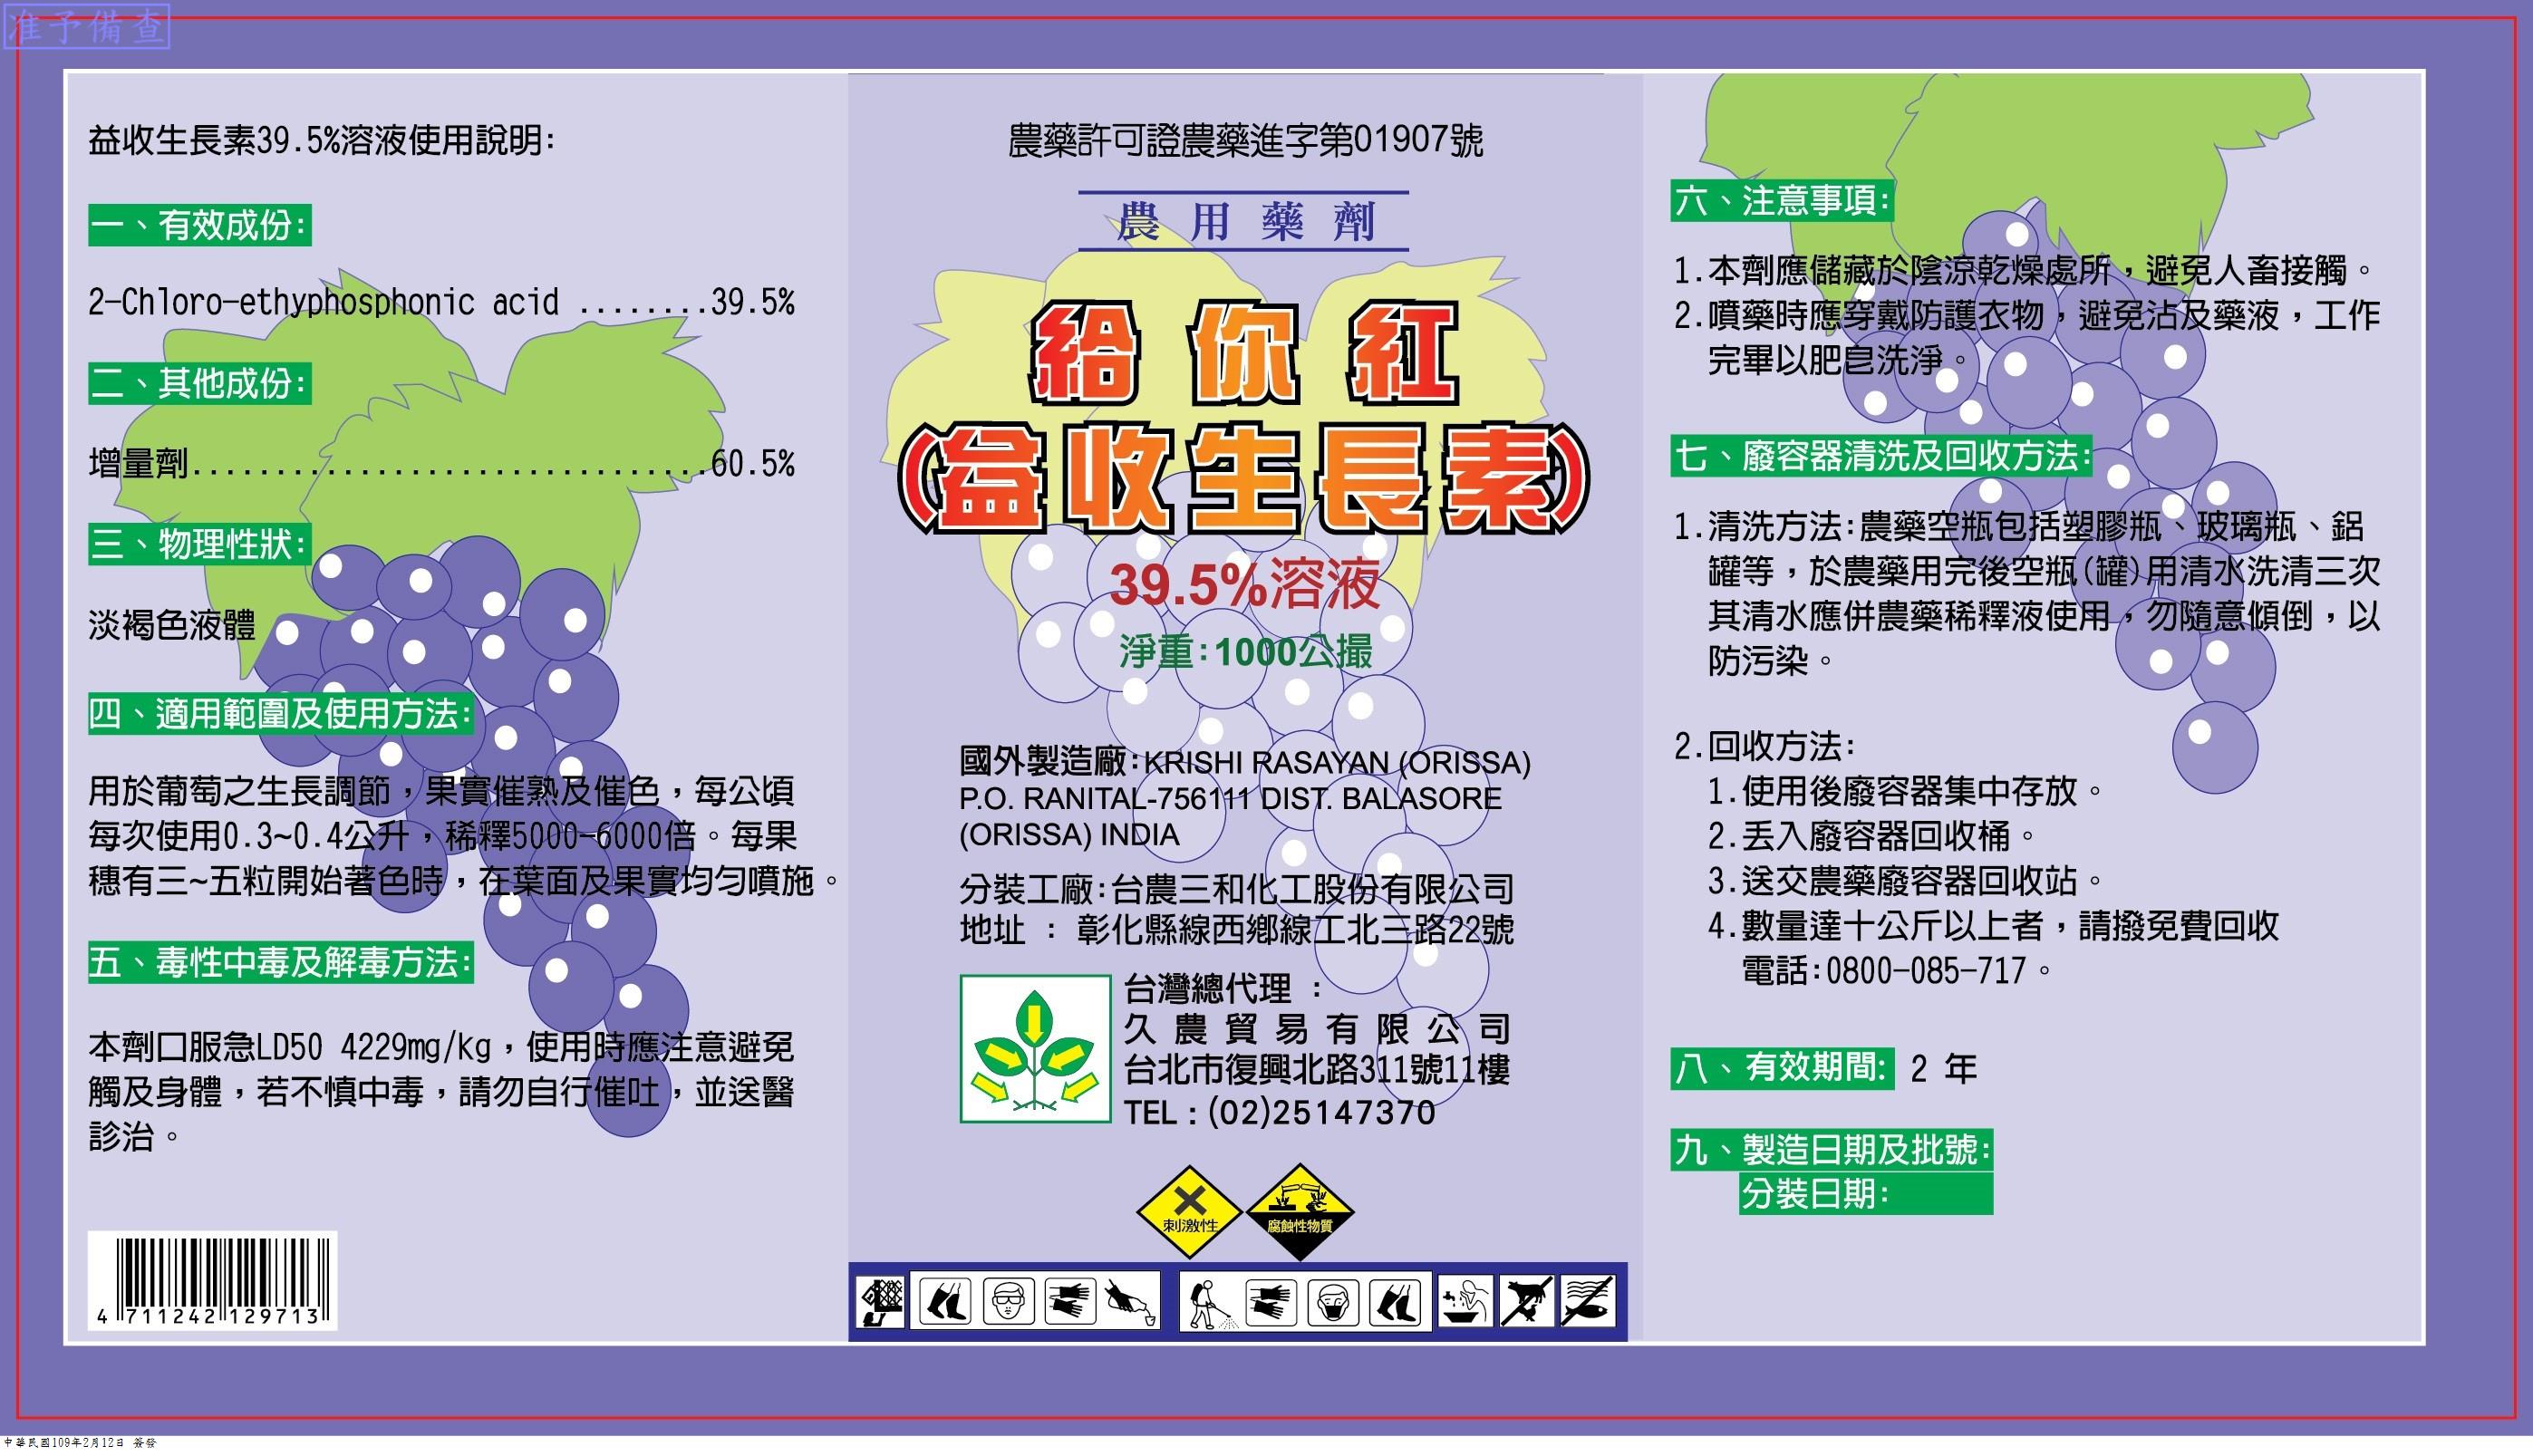 准予備查
益收生長素39.5%溶液使用說明:
一、有效成份:
2-Chloro-ethyphosphonic acid ........39.5%
二、其他成份:
增量劑...............................60.5%
三、物理性狀:
淡褐色液體
四、適用範圍及使用方法:
用於葡萄之生長調節，果實催熟及催色，每公頃
每次使用0.3~0.4公升，稀釋5000-6000倍。每果
穗有三~五粒開始著色時，在葉面及果實均勻噴施。
五、毒性中毒及解毒方法:
本劑口服急LD50 4229mg/kg，使用時應注意避免
觸及身體，若不慎中毒，請勿自行催吐，並送醫
診治。
4 711242 129713
農藥許可證農藥進字第01907號
農用藥劑
給你紅
(益收生長素)
39.5%溶液
淨重:1000公撮
國外製造廠:KRISHI RASAYAN (ORISSA)
P.O. RANITAL-756111 DIST. BALASORE
(ORISSA) INDIA
分裝工廠:台農三和化工股份有限公司
地址 : 彰化縣線西鄉線工北三路22號
台灣總代理 :
久農貿易有限公司
台北市復興北路311號11樓
TEL : (02)25147370
刺激性
腐蝕性物質
六、注意事項:
1.本劑應儲藏於陰涼乾燥處所，避免人畜接觸。
2.噴藥時應穿戴防護衣物，避免沾及藥液，工作
完畢以肥皂洗淨。
七、廢容器清洗及回收方法:
1.清洗方法:農藥空瓶包括塑膠瓶、玻璃瓶、鋁
罐等，於農藥用完後空瓶(罐)用清水洗清三次
其清水應併農藥稀釋液使用，勿隨意傾倒，以
防污染。
2.回收方法:
1.使用後廢容器集中存放。
2.丟入廢容器回收桶。
3.送交農藥廢容器回收站。
4.數量達十公斤以上者，請撥免費回收
電話:0800-085-717。
八、有效期間: 2 年
九、製造日期及批號:
分裝日期:
中華民國109年2月12日 簽發